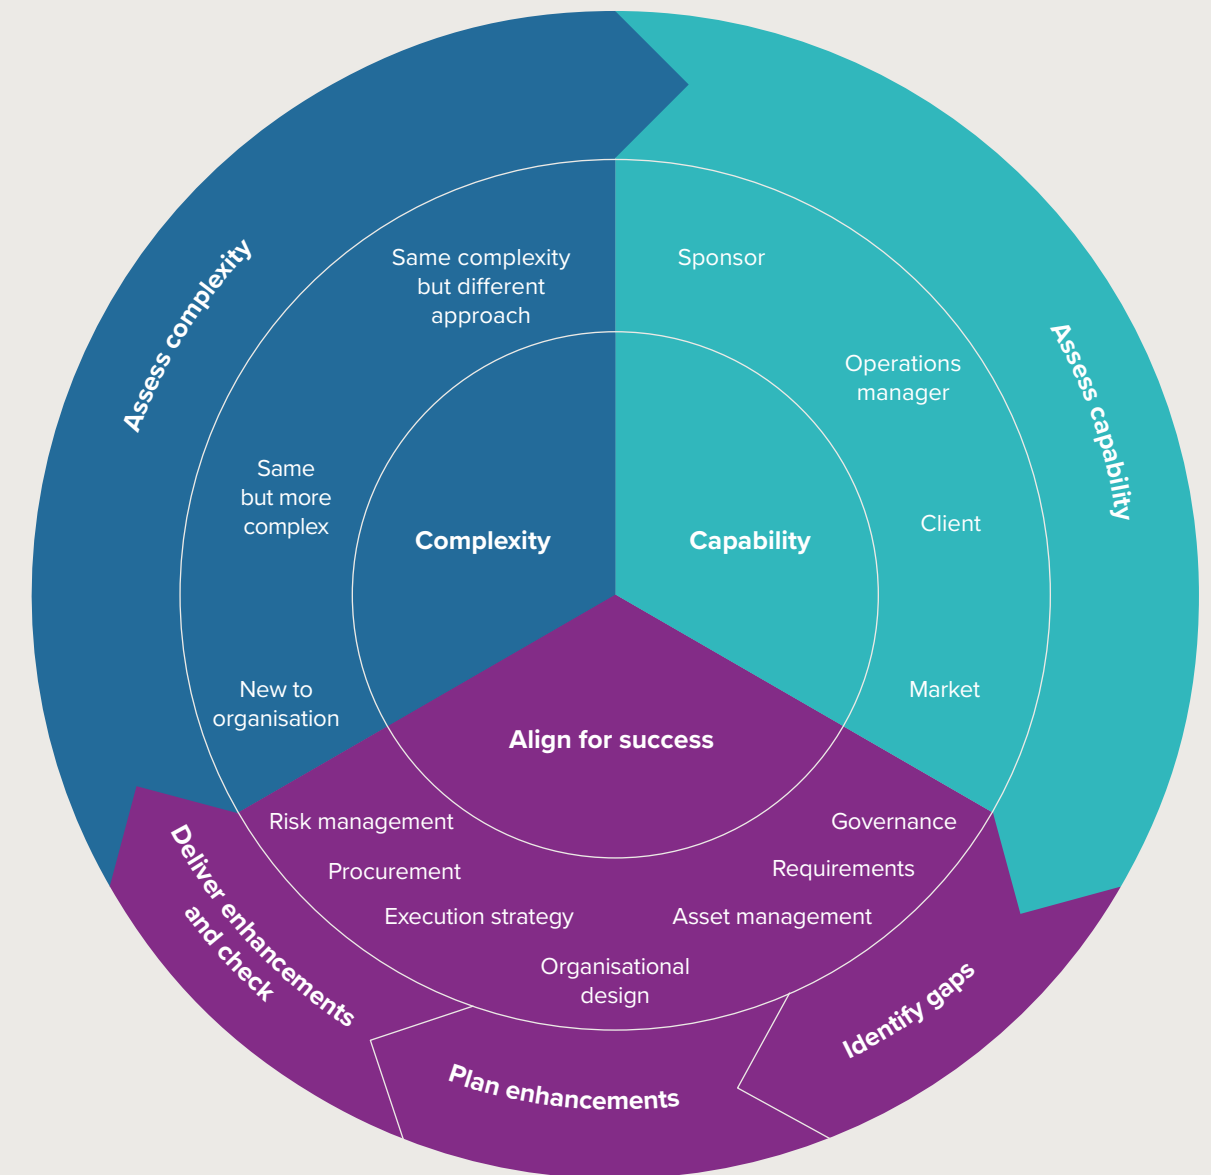 Assess complexity
Same complexity
but different
approach
Same
but more
complex
New to
organisation
Complexity
Assess capability
Sponsor
Operations
manager
Client
Market
Capability
Align for success
Risk management
Procurement
Execution strategy
Organisational
design
Asset management
Requirements
Governance
Identify gaps
Plan enhancements
Deliver enhancements
and check